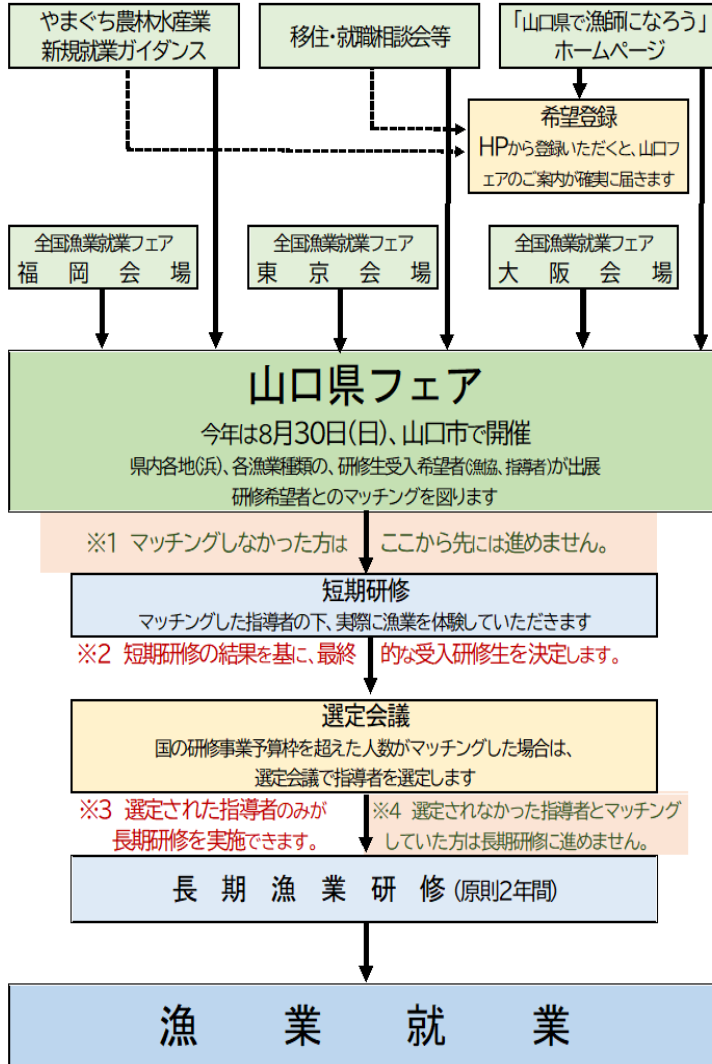 やまぐち農林水産業
新規就業ガイダンス
移住・就職相談会等
「山口県で漁師になろう」
ホームページ
希望登録
HPから登録いただくと、山口フ
ェアのご案内が確実に届きます
全国漁業就業フェア
福岡会場
全国漁業就業フェア
東京会場
全国漁業就業フェア
大阪会場
山口県フェア
今年は8月30日(日)、山口市で開催
県内各地(浜)、各漁業種類の、研修生受入希望者(漁協、指導者)が出展
研修希望者とのマッチングを図ります
※1 マッチングしなかった方は ここから先には進めません。
短期研修
マッチングした指導者の下、実際に漁業を体験していただきます
※2 短期研修の結果を基に、最終 的な受入研修生を決定します。
選定会議
国の研修事業予算枠を超えた人数がマッチングした場合は、
選定会議で指導者を選定します
※3 選定された指導者のみが
長期研修を実施できます。
※4 選定されなかった指導者とマッチング
していた方は長期研修に進めません。
長期漁業研修(原則2年間)
漁業就業